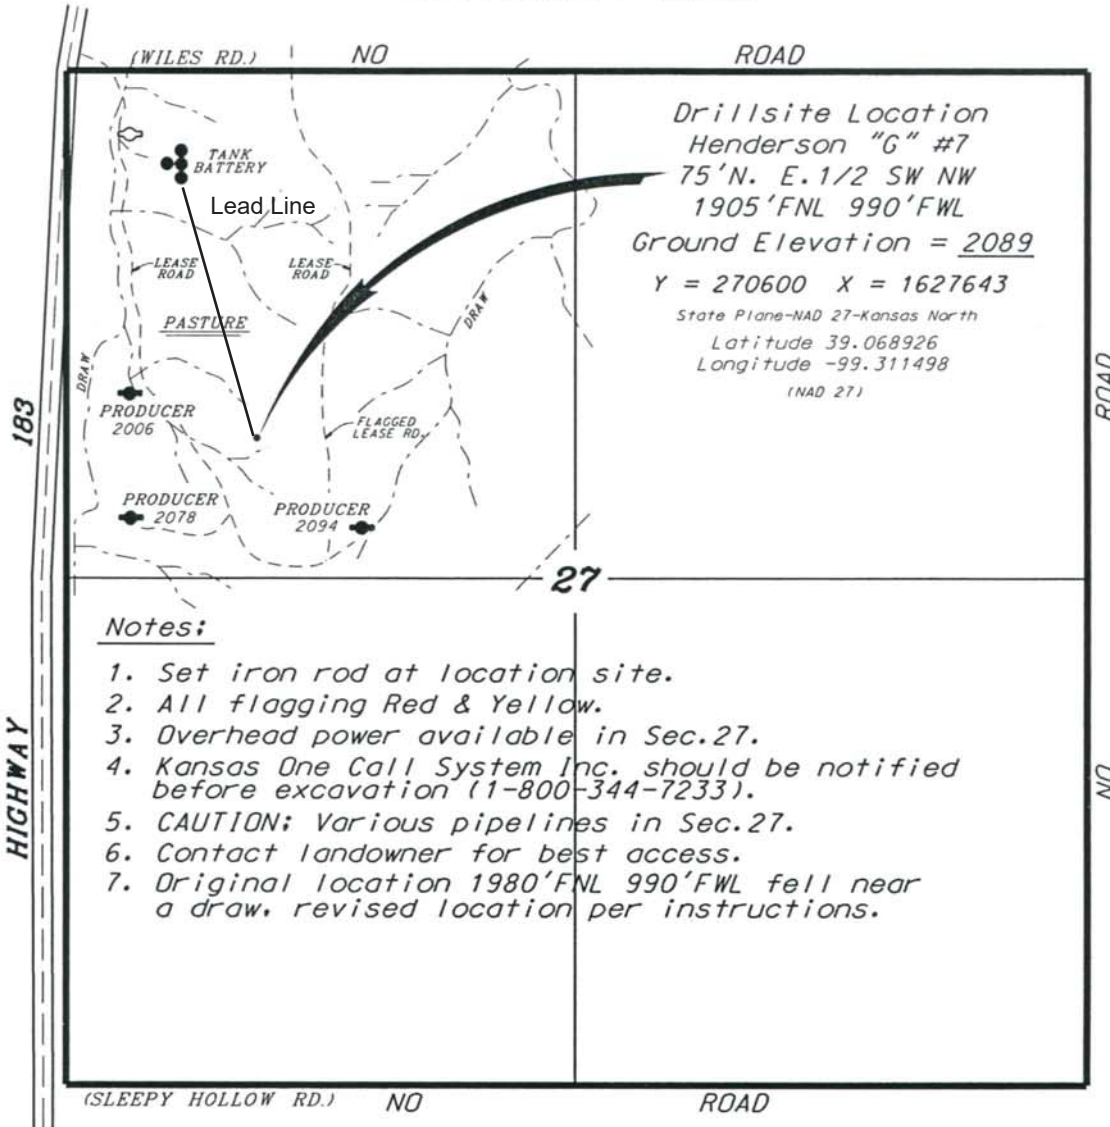 (WILES RD.) NO ROAD
Drillsite Location
Henderson "G" #7
75'N. E.1/2 SW NW
1905'FNL 990'FWL
Ground Elevation = 2089
Y = 270600 X = 1627643
State Plane-NAD 27-Kansas North
Latitude 39.068926
Longitude -99.311498
(NAD 27)
TANK
BATTERY
Lead Line
LEASE
ROAD
LEASE
ROAD
PASTURE
DRAW
DRAW
PRODUCER
2006
FLAGGED
LEASE RD.
PRODUCER
2078
PRODUCER
2094
27
HIGHWAY 183
NO ROAD
Notes:
1. Set iron rod at location site.
2. All flagging Red & Yellow.
3. Overhead power available in Sec.27.
4. Kansas One Call System Inc. should be notified
before excavation (1-800-344-7233).
5. CAUTION: Various pipelines in Sec.27.
6. Contact landowner for best access.
7. Original location 1980'FNL 990'FWL fell near
a draw, revised location per instructions.
(SLEEPY HOLLOW RD.) NO ROAD